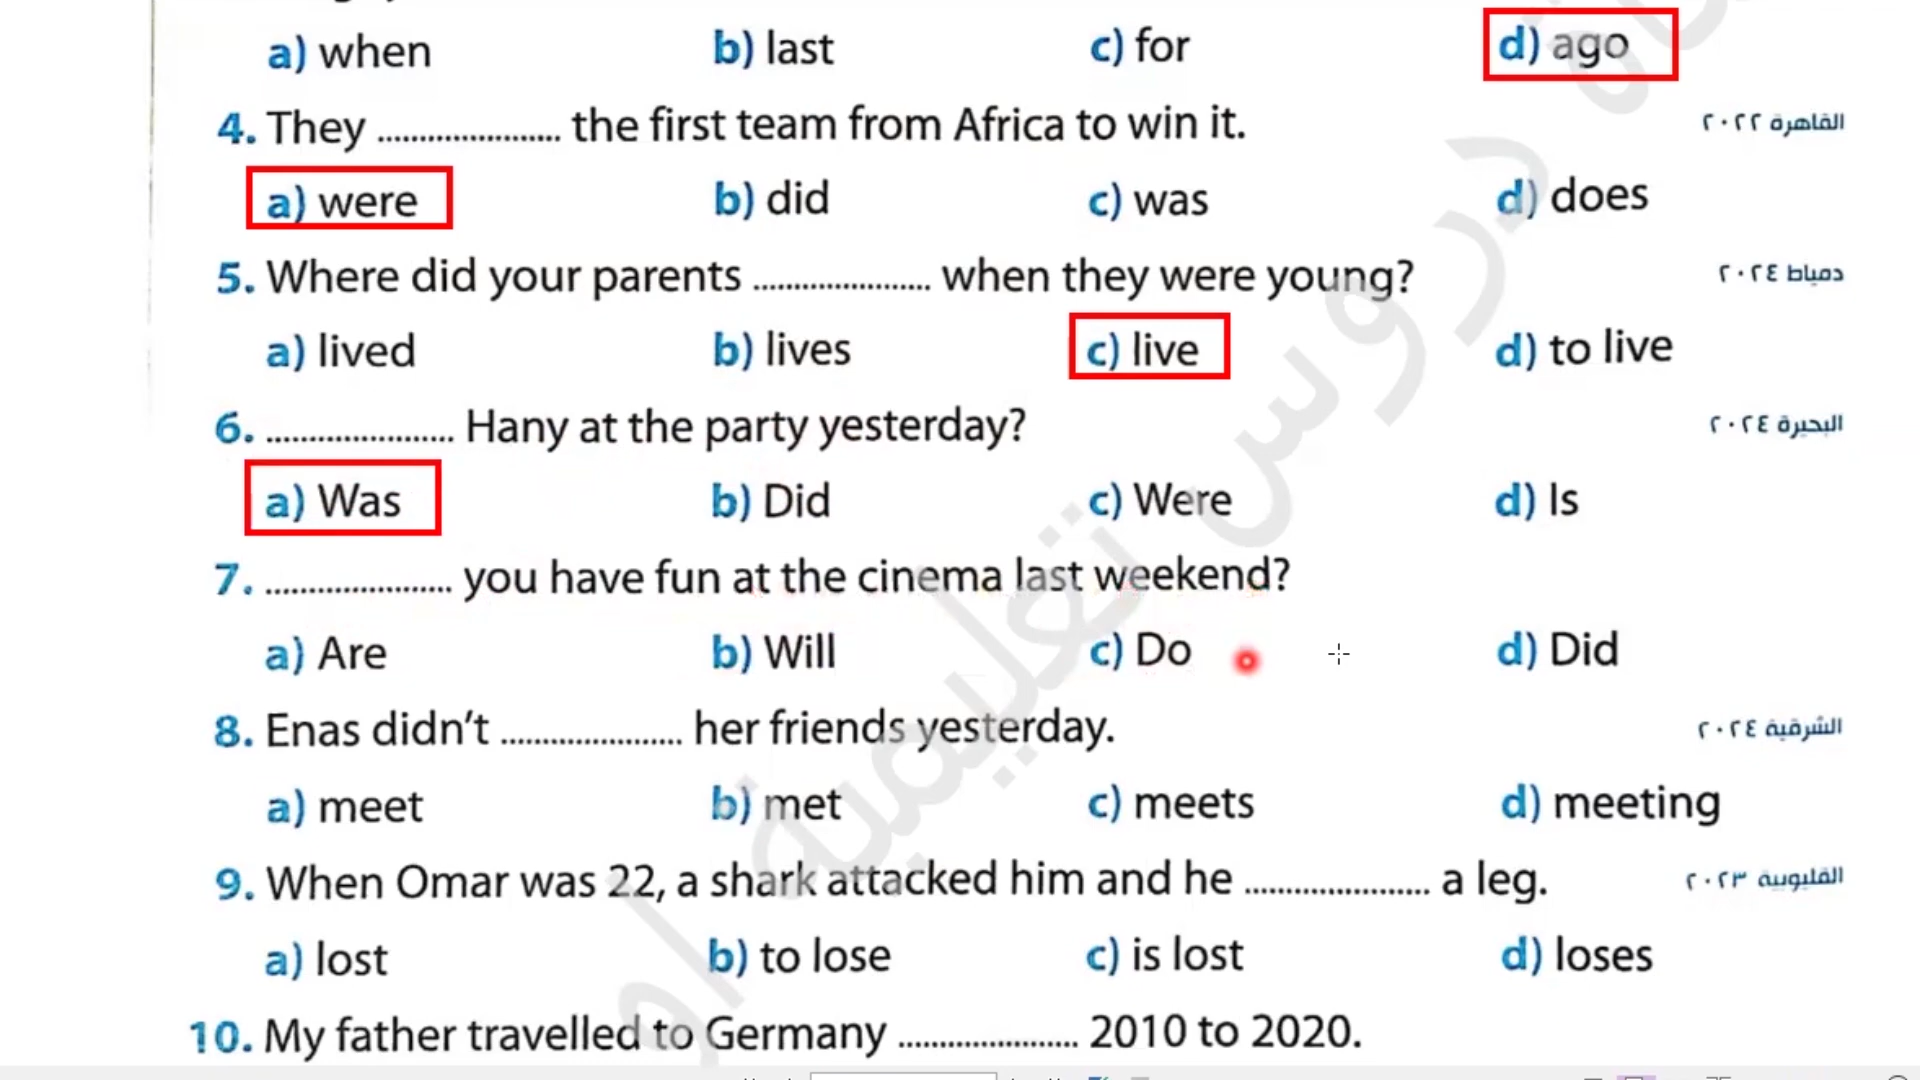 a) when b) last c) for d) ago
4. They ..................... the first team from Africa to win it. القاهرة ٢٠٢٢
a) were b) did c) was d) does
5. Where did your parents ..................... when they were young? دمياط ٢٠٢٤
a) lived b) lives c) live d) to live
6. ...................... Hany at the party yesterday? البحيرة ٢٠٢٤
a) Was b) Did c) Were d) Is
7. ...................... you have fun at the cinema last weekend?
a) Are b) Will c) Do d) Did
8. Enas didn't ..................... her friends yesterday. الشرقية ٢٠٢٤
a) meet b) met c) meets d) meeting
9. When Omar was 22, a shark attacked him and he ...................... a leg. القليوبية ٢٠٢٣
a) lost b) to lose c) is lost d) loses
10. My father travelled to Germany ..................... 2010 to 2020.
دروس تعليمية